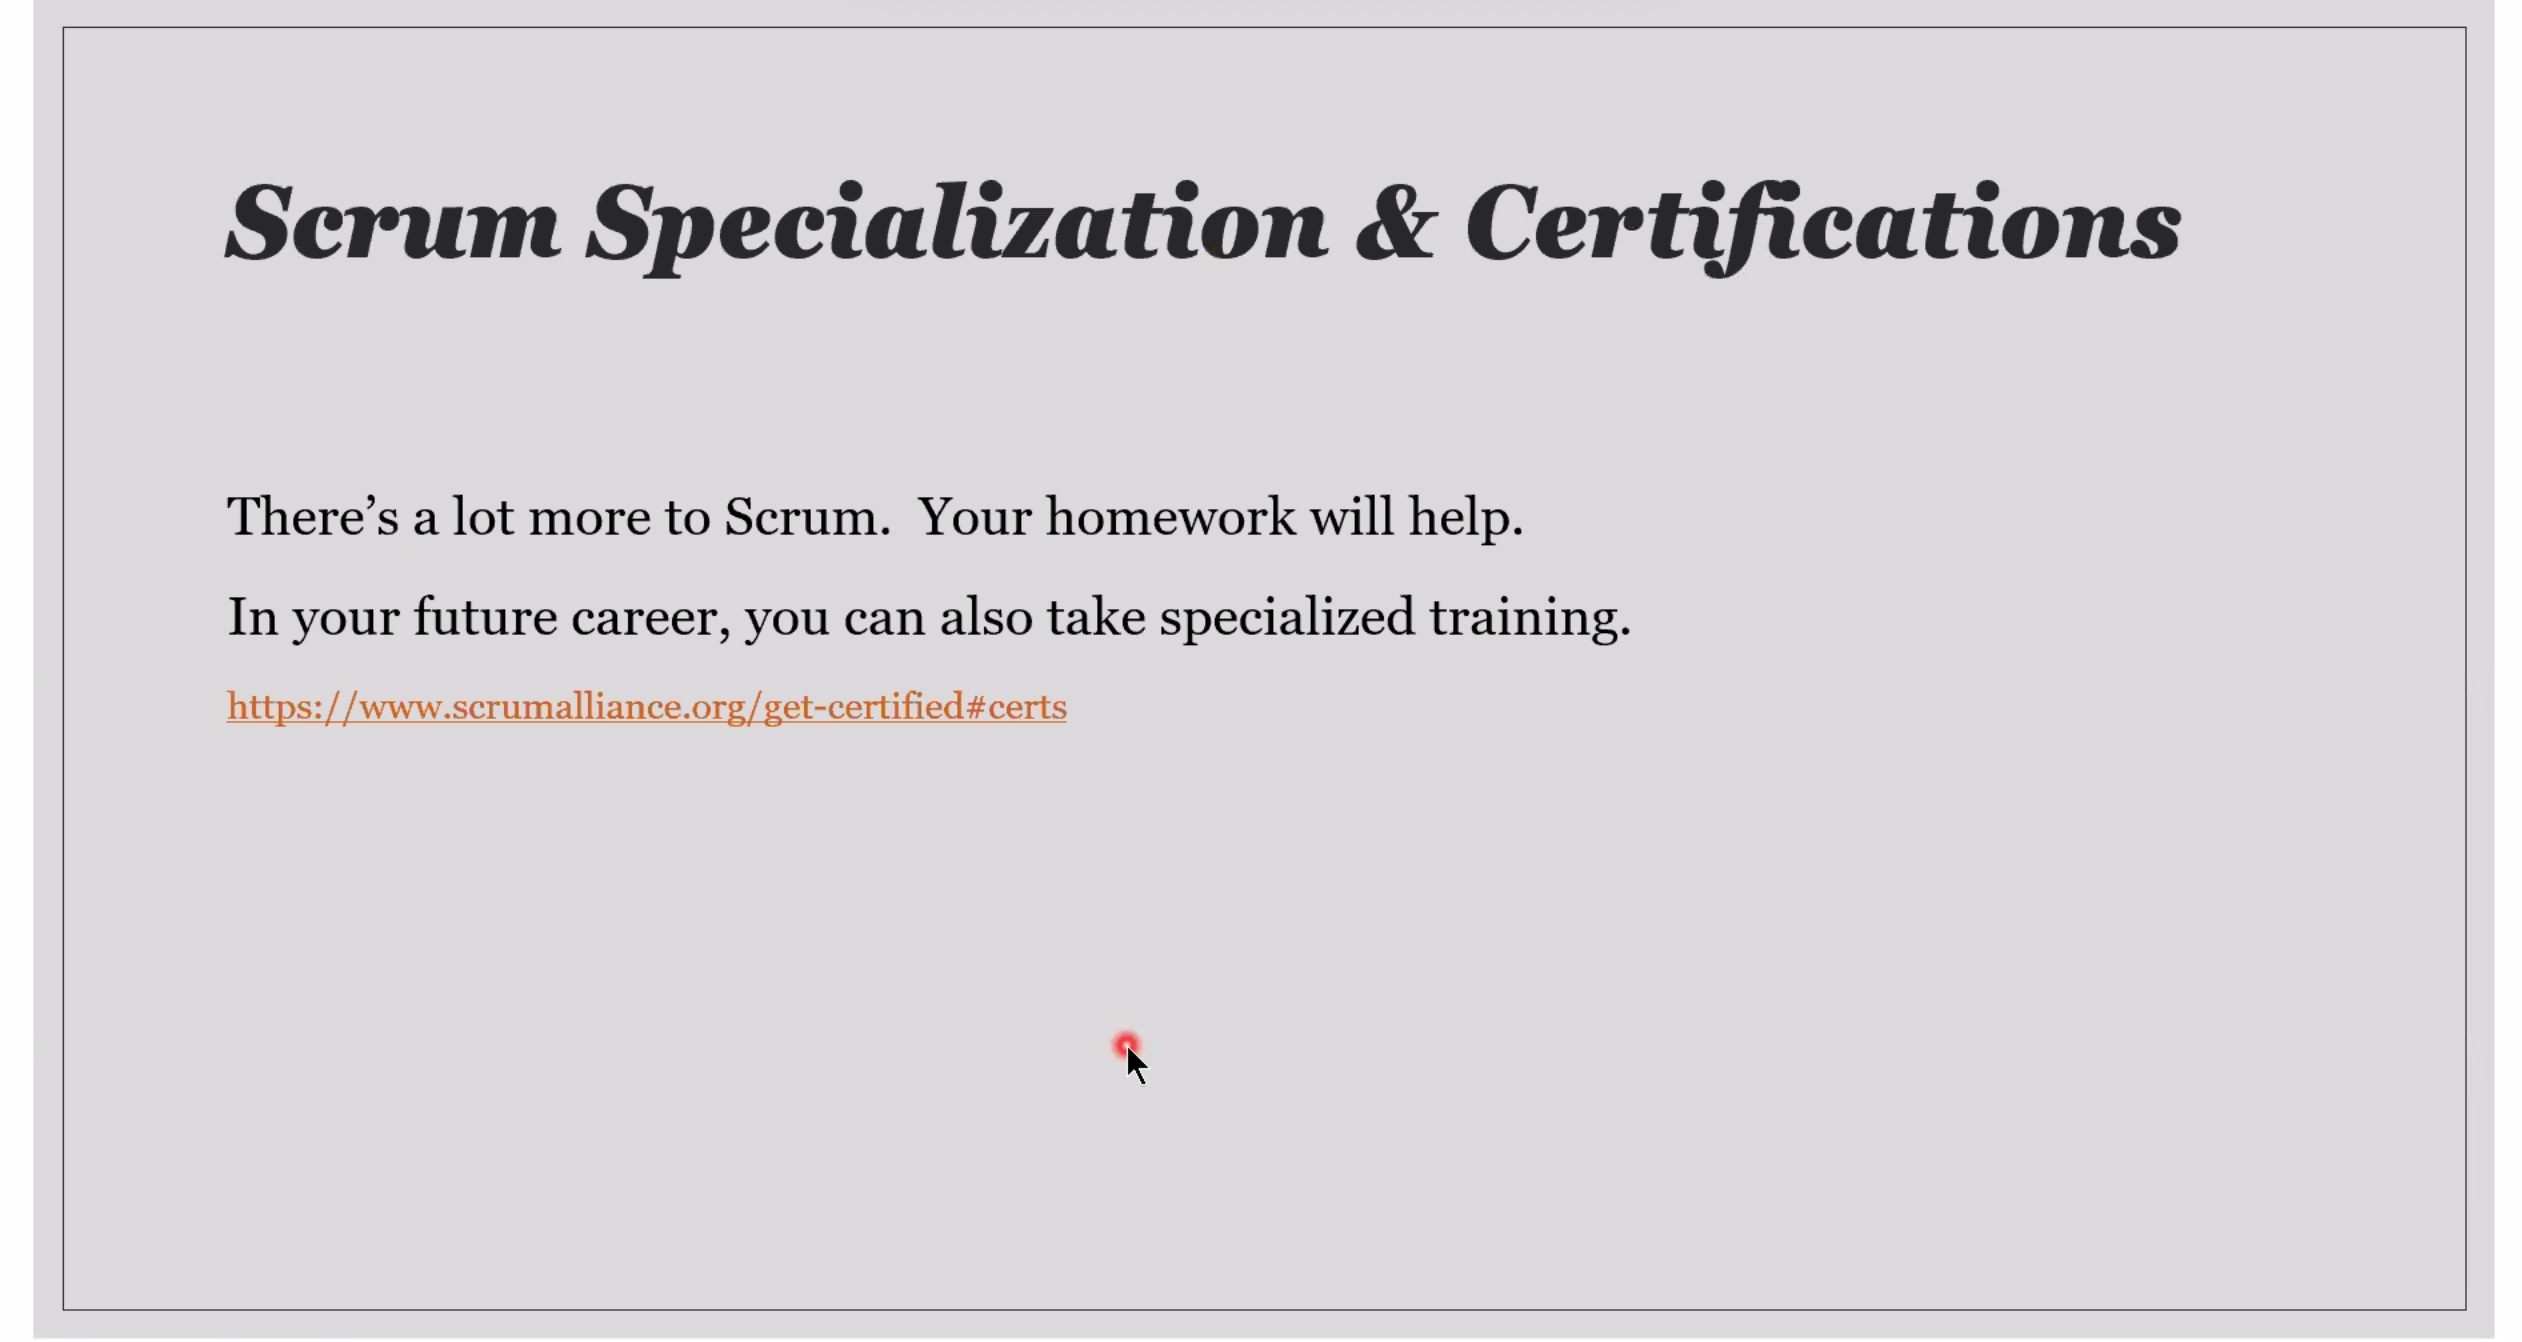 Scrum Specialization & Certifications
There’s a lot more to Scrum.  Your homework will help.
In your future career, you can also take specialized training.
https://www.scrumalliance.org/get-certified#certs